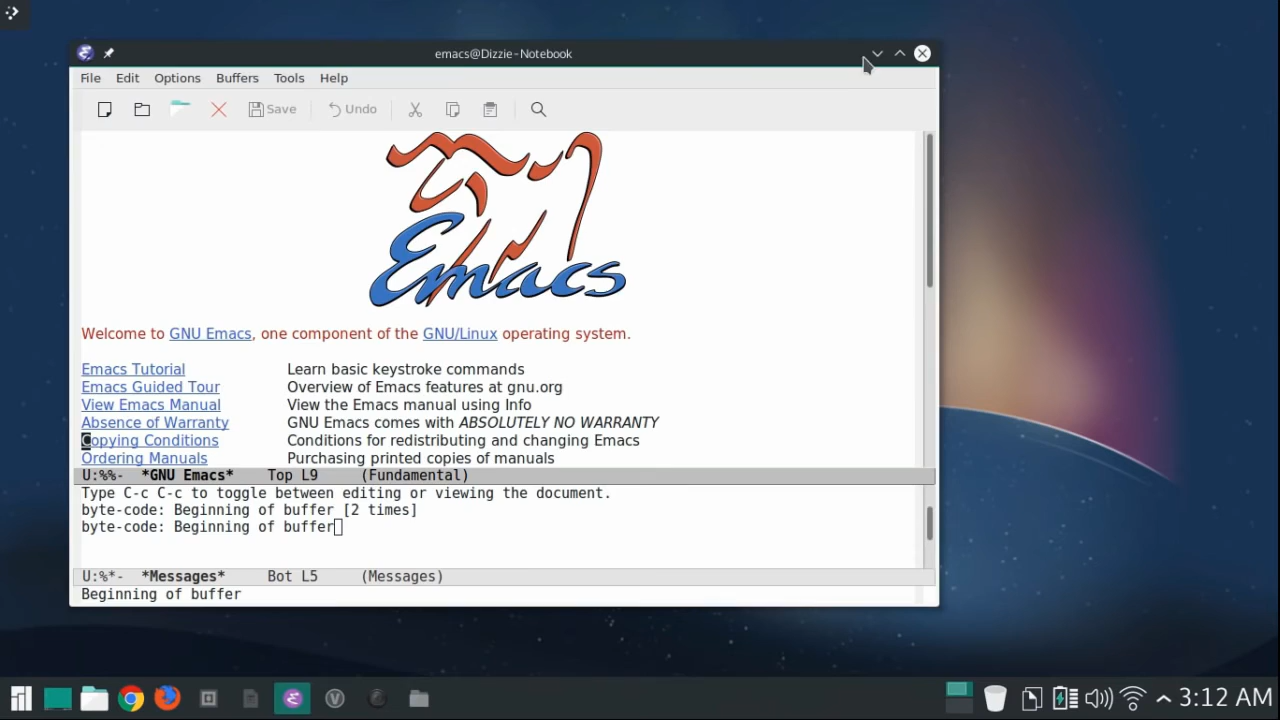 emacs@Dizzie-Notebook
File Edit Options Buffers Tools Help
Save Undo
Emacs
Welcome to GNU Emacs, one component of the GNU/Linux operating system.
Emacs Tutorial Learn basic keystroke commands
Emacs Guided Tour Overview of Emacs features at gnu.org
View Emacs Manual View the Emacs manual using Info
Absence of Warranty GNU Emacs comes with ABSOLUTELY NO WARRANTY
Copying Conditions Conditions for redistributing and changing Emacs
Ordering Manuals Purchasing printed copies of manuals
U:%%- *GNU Emacs* Top L9 (Fundamental)
Type C-c C-c to toggle between editing or viewing the document.
byte-code: Beginning of buffer [2 times]
byte-code: Beginning of buffer
U:%*- *Messages* Bot L5 (Messages)
Beginning of buffer
3:12 AM